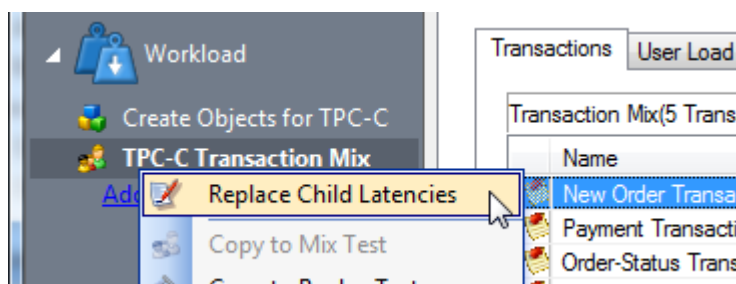 Workload
Create Objects for TPC-C
TPC-C Transaction Mix
Replace Child Latencies
Copy to Mix Test
Transactions
User Load
Transaction Mix(5 Trans
Name
New Order Transa
Payment Transacti
Order-Status Trans